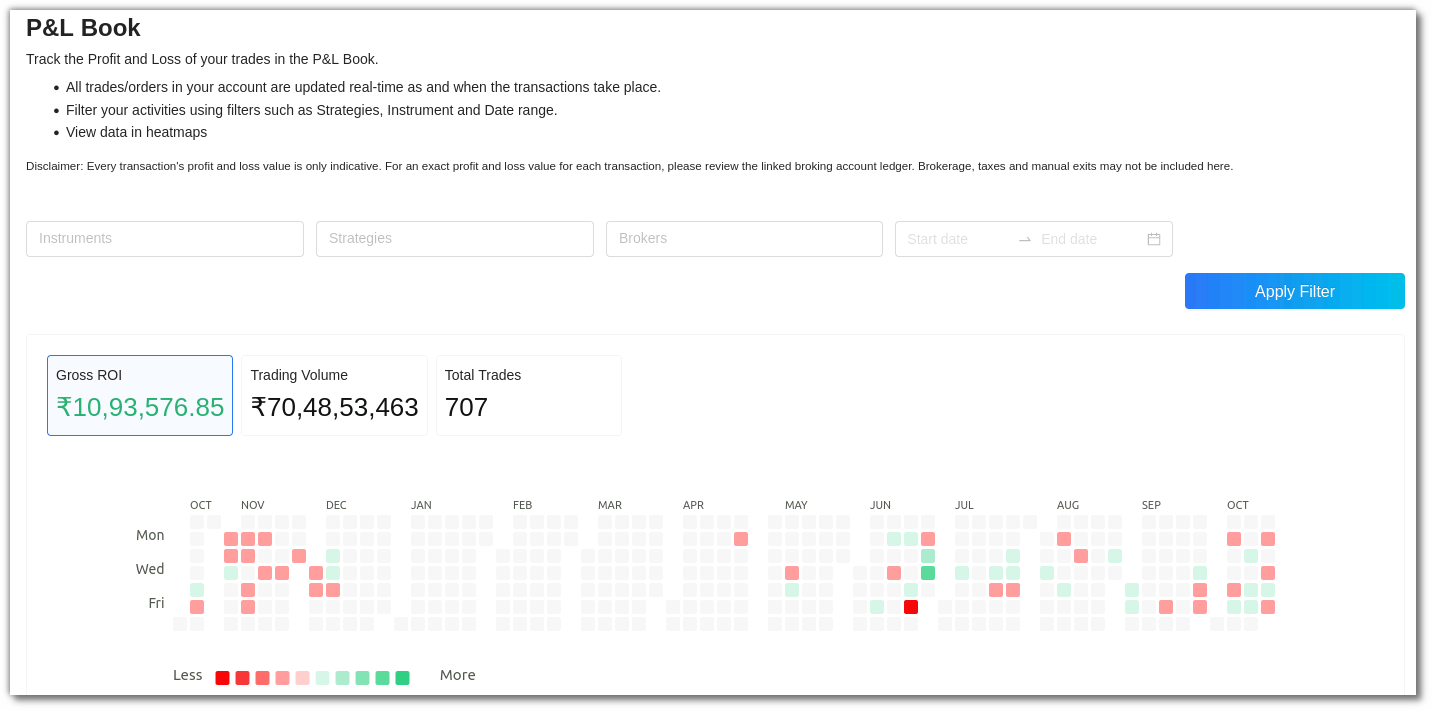 P&L Book
Track the Profit and Loss of your trades in the P&L Book.
• All trades/orders in your account are updated real-time as and when the transactions take place.
• Filter your activities using filters such as Strategies, Instrument and Date range.
• View data in heatmaps
Disclaimer: Every transaction's profit and loss value is only indicative. For an exact profit and loss value for each transaction, please review the linked broking account ledger. Brokerage, taxes and manual exits may not be included here.
Instruments Strategies Brokers Start date End date
Apply Filter
Gross ROI Trading Volume Total Trades
₹10,93,576.85 ₹70,48,53,463 707
OCT NOV DEC JAN FEB MAR APR MAY JUN JUL AUG SEP OCT
Mon
Wed
Fri
Less More